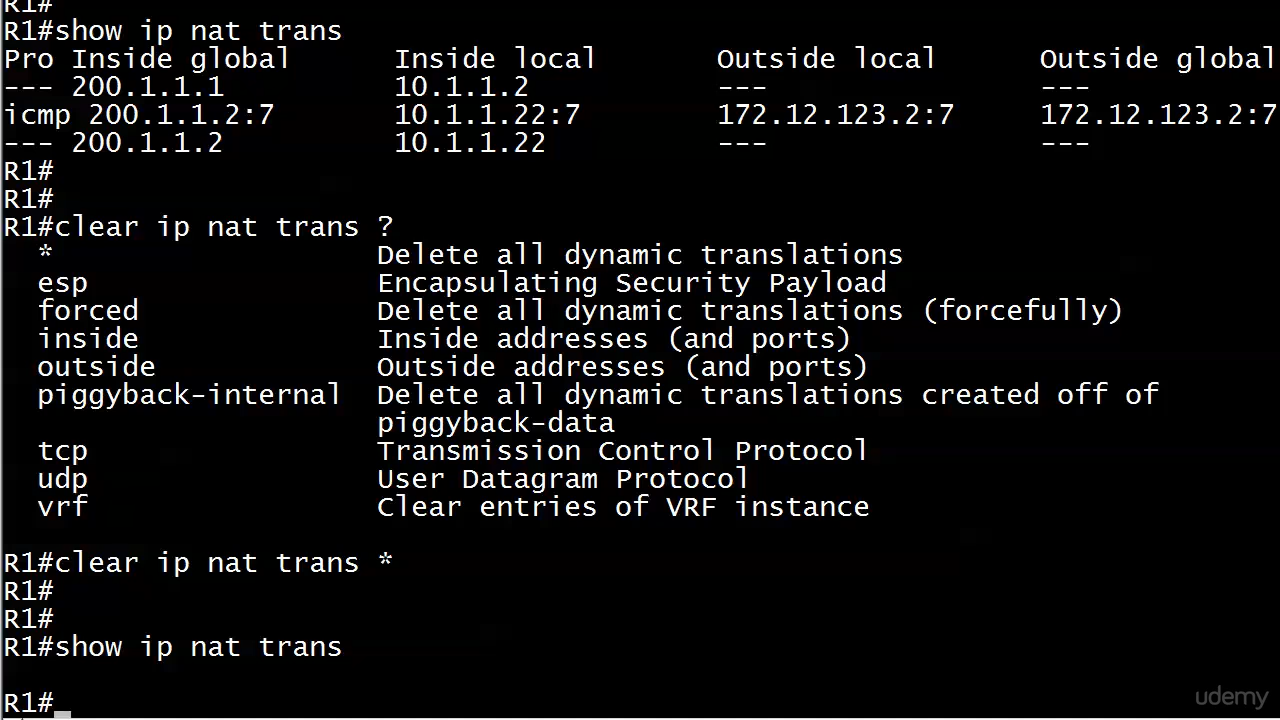 R1#
R1#show ip nat trans
Pro Inside global      Inside local       Outside local      Outside global
--- 200.1.1.1          10.1.1.2           ---                ---
icmp 200.1.1.2:7       10.1.1.22:7        172.12.123.2:7     172.12.123.2:7
--- 200.1.1.2          10.1.1.22          ---                ---
R1#
R1#
R1#clear ip nat trans ?
  *                   Delete all dynamic translations
  esp                 Encapsulating Security Payload
  forced              Delete all dynamic translations (forcefully)
  inside              Inside addresses (and ports)
  outside             Outside addresses (and ports)
  piggyback-internal  Delete all dynamic translations created off of
                      piggyback-data
  tcp                 Transmission Control Protocol
  udp                 User Datagram Protocol
  vrf                 Clear entries of VRF instance
R1#clear ip nat trans *
R1#
R1#
R1#show ip nat trans
R1#
udemy